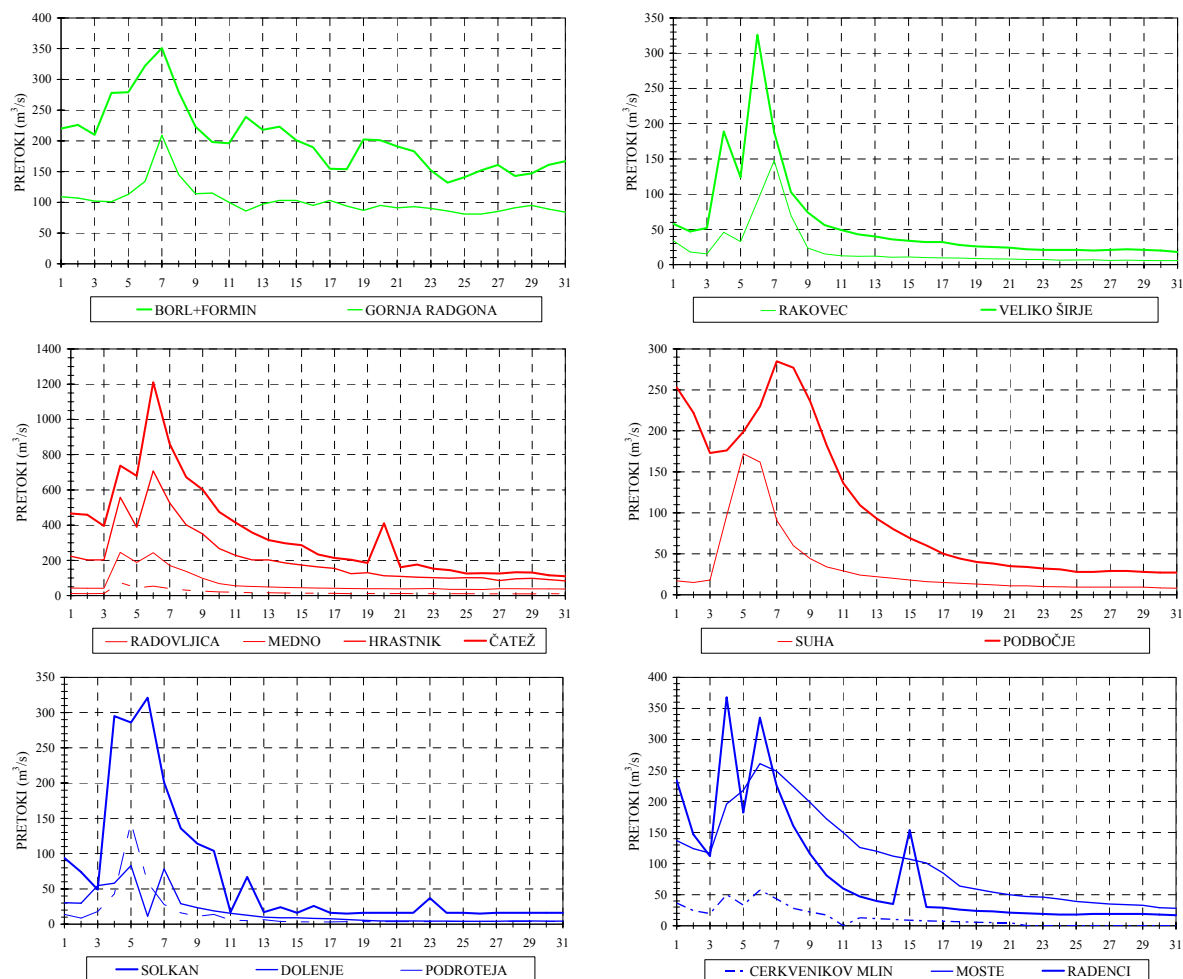 PRETOKI (m³/s)
400
350
300
250
200
150
100
50
0
1 3 5 7 9 11 13 15 17 19 21 23 25 27 29 31
BORL+FORMIN GORNJA RADGONA
PRETOKI (m³/s)
350
300
250
200
150
100
50
0
1 3 5 7 9 11 13 15 17 19 21 23 25 27 29 31
RAKOVEC VELIKO ŠIRJE
PRETOKI (m³/s)
1400
1200
1000
800
600
400
200
0
1 3 5 7 9 11 13 15 17 19 21 23 25 27 29 31
RADOVLJICA MEDNO HRASTNIK ČATEŽ
PRETOKI (m³/s)
300
250
200
150
100
50
0
1 3 5 7 9 11 13 15 17 19 21 23 25 27 29 31
SUHA PODBOČJE
PRETOKI (m³/s)
350
300
250
200
150
100
50
0
1 3 5 7 9 11 13 15 17 19 21 23 25 27 29 31
SOLKAN DOLENJE PODROTEJA
PRETOKI (m³/s)
400
350
300
250
200
150
100
50
0
1 3 5 7 9 11 13 15 17 19 21 23 25 27 29 31
CERKVENIKOV MLIN MOSTE RADENCI